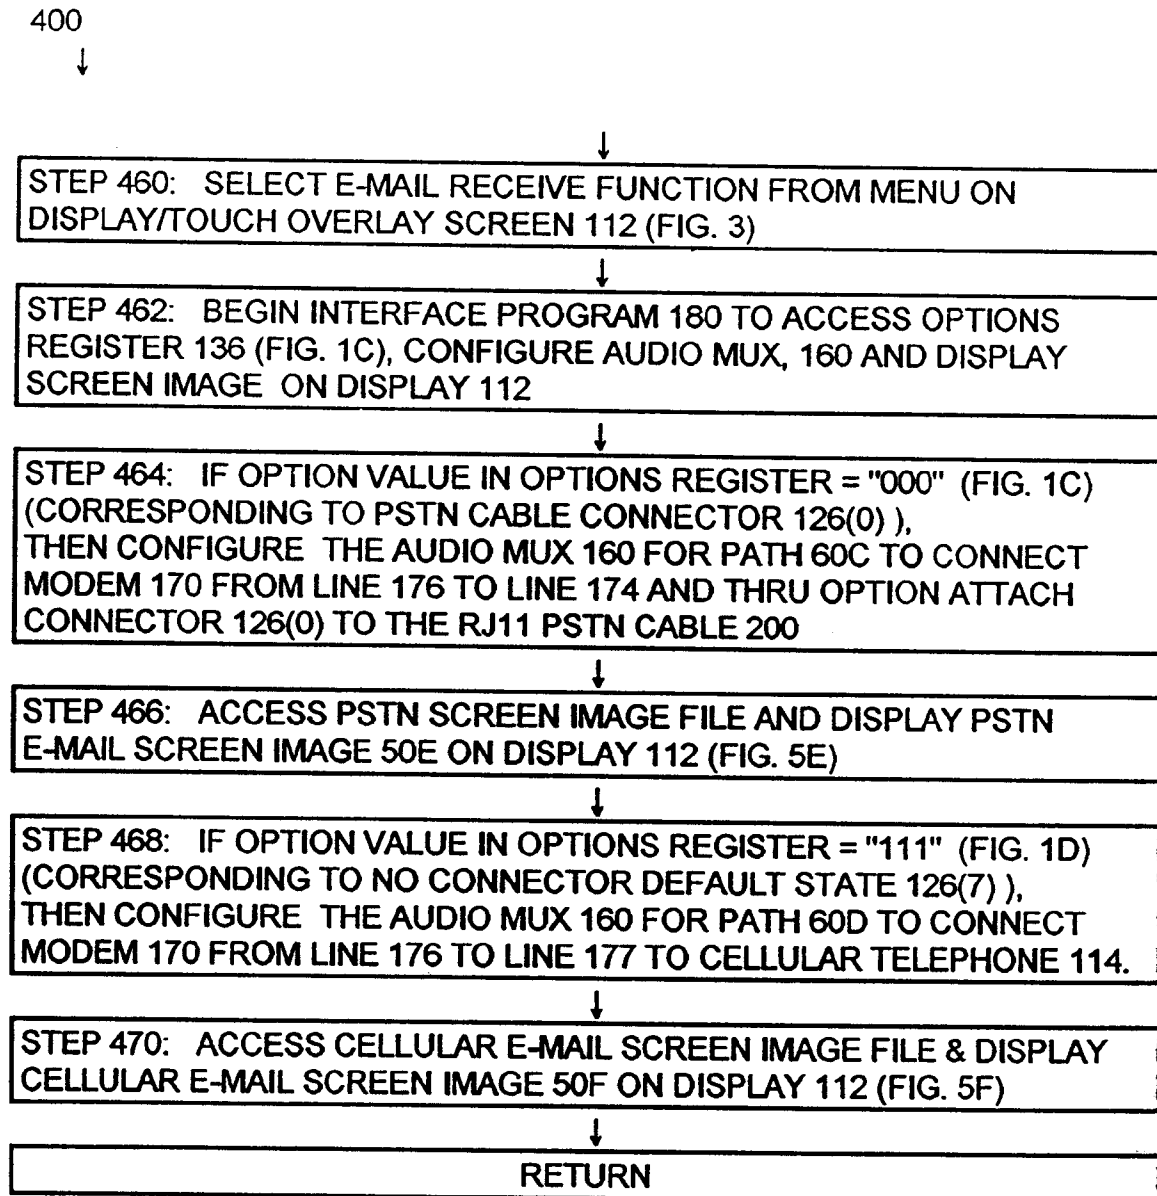 400
STEP 460: SELECT E-MAIL RECEIVE FUNCTION FROM MENU ON
DISPLAY/TOUCH OVERLAY SCREEN 112 (FIG. 3)
STEP 462: BEGIN INTERFACE PROGRAM 180 TO ACCESS OPTIONS
REGISTER 136 (FIG. 1C), CONFIGURE AUDIO MUX, 160 AND DISPLAY
SCREEN IMAGE ON DISPLAY 112
STEP 464: IF OPTION VALUE IN OPTIONS REGISTER = "000" (FIG. 1C)
(CORRESPONDING TO PSTN CABLE CONNECTOR 126(0) ),
THEN CONFIGURE THE AUDIO MUX 160 FOR PATH 60C TO CONNECT
MODEM 170 FROM LINE 176 TO LINE 174 AND THRU OPTION ATTACH
CONNECTOR 126(0) TO THE RJ11 PSTN CABLE 200
STEP 466: ACCESS PSTN SCREEN IMAGE FILE AND DISPLAY PSTN
E-MAIL SCREEN IMAGE 50E ON DISPLAY 112 (FIG. 5E)
STEP 468: IF OPTION VALUE IN OPTIONS REGISTER = "111" (FIG. 1D)
(CORRESPONDING TO NO CONNECTOR DEFAULT STATE 126(7) ),
THEN CONFIGURE THE AUDIO MUX 160 FOR PATH 60D TO CONNECT
MODEM 170 FROM LINE 176 TO LINE 177 TO CELLULAR TELEPHONE 114.
STEP 470: ACCESS CELLULAR E-MAIL SCREEN IMAGE FILE & DISPLAY
CELLULAR E-MAIL SCREEN IMAGE 50F ON DISPLAY 112 (FIG. 5F)
RETURN